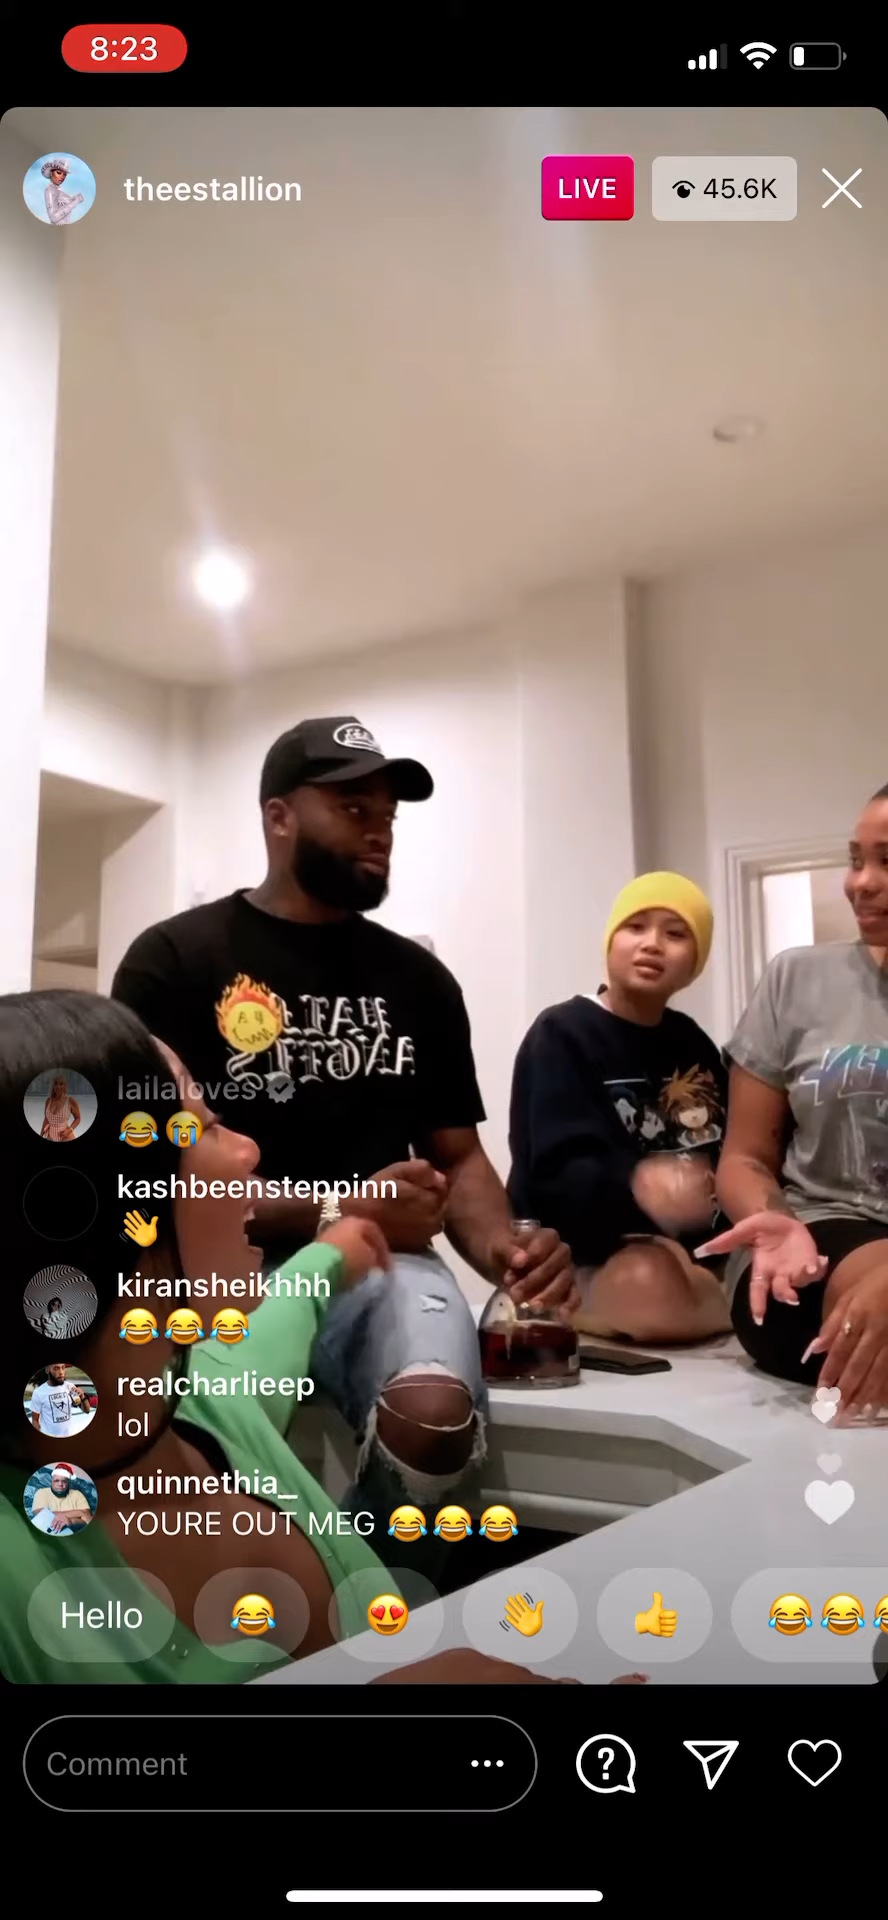 8:23
theestallion
LIVE
45.6K
lailaloves
😂😭
kashbeensteppinn
👋
kiransheikhhh
😂😂😂
realcharlieep
lol
quinnethia_
YOURE OUT MEG 😂😂😂
Hello 😂 😍 👋 👍 😂😂
Comment